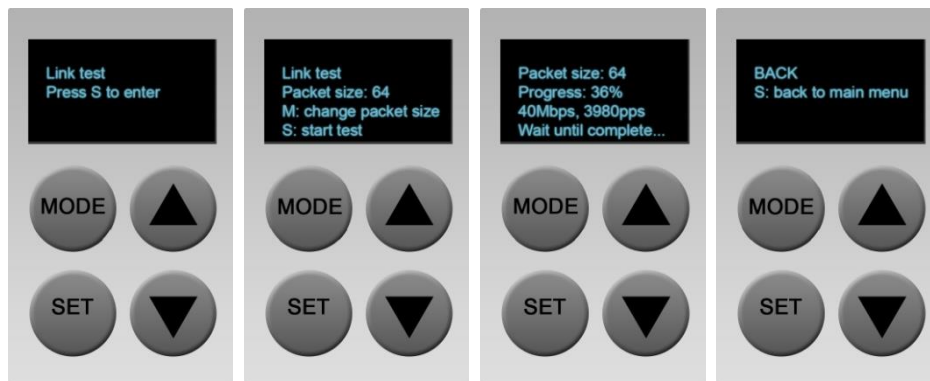 Link test
Press S to enter
MODE
SET
Link test
Packet size: 64
M: change packet size
S: start test
MODE
SET
Packet size: 64
Progress: 36%
40Mbps, 3980pps
Wait until complete...
MODE
SET
BACK
S: back to main menu
MODE
SET